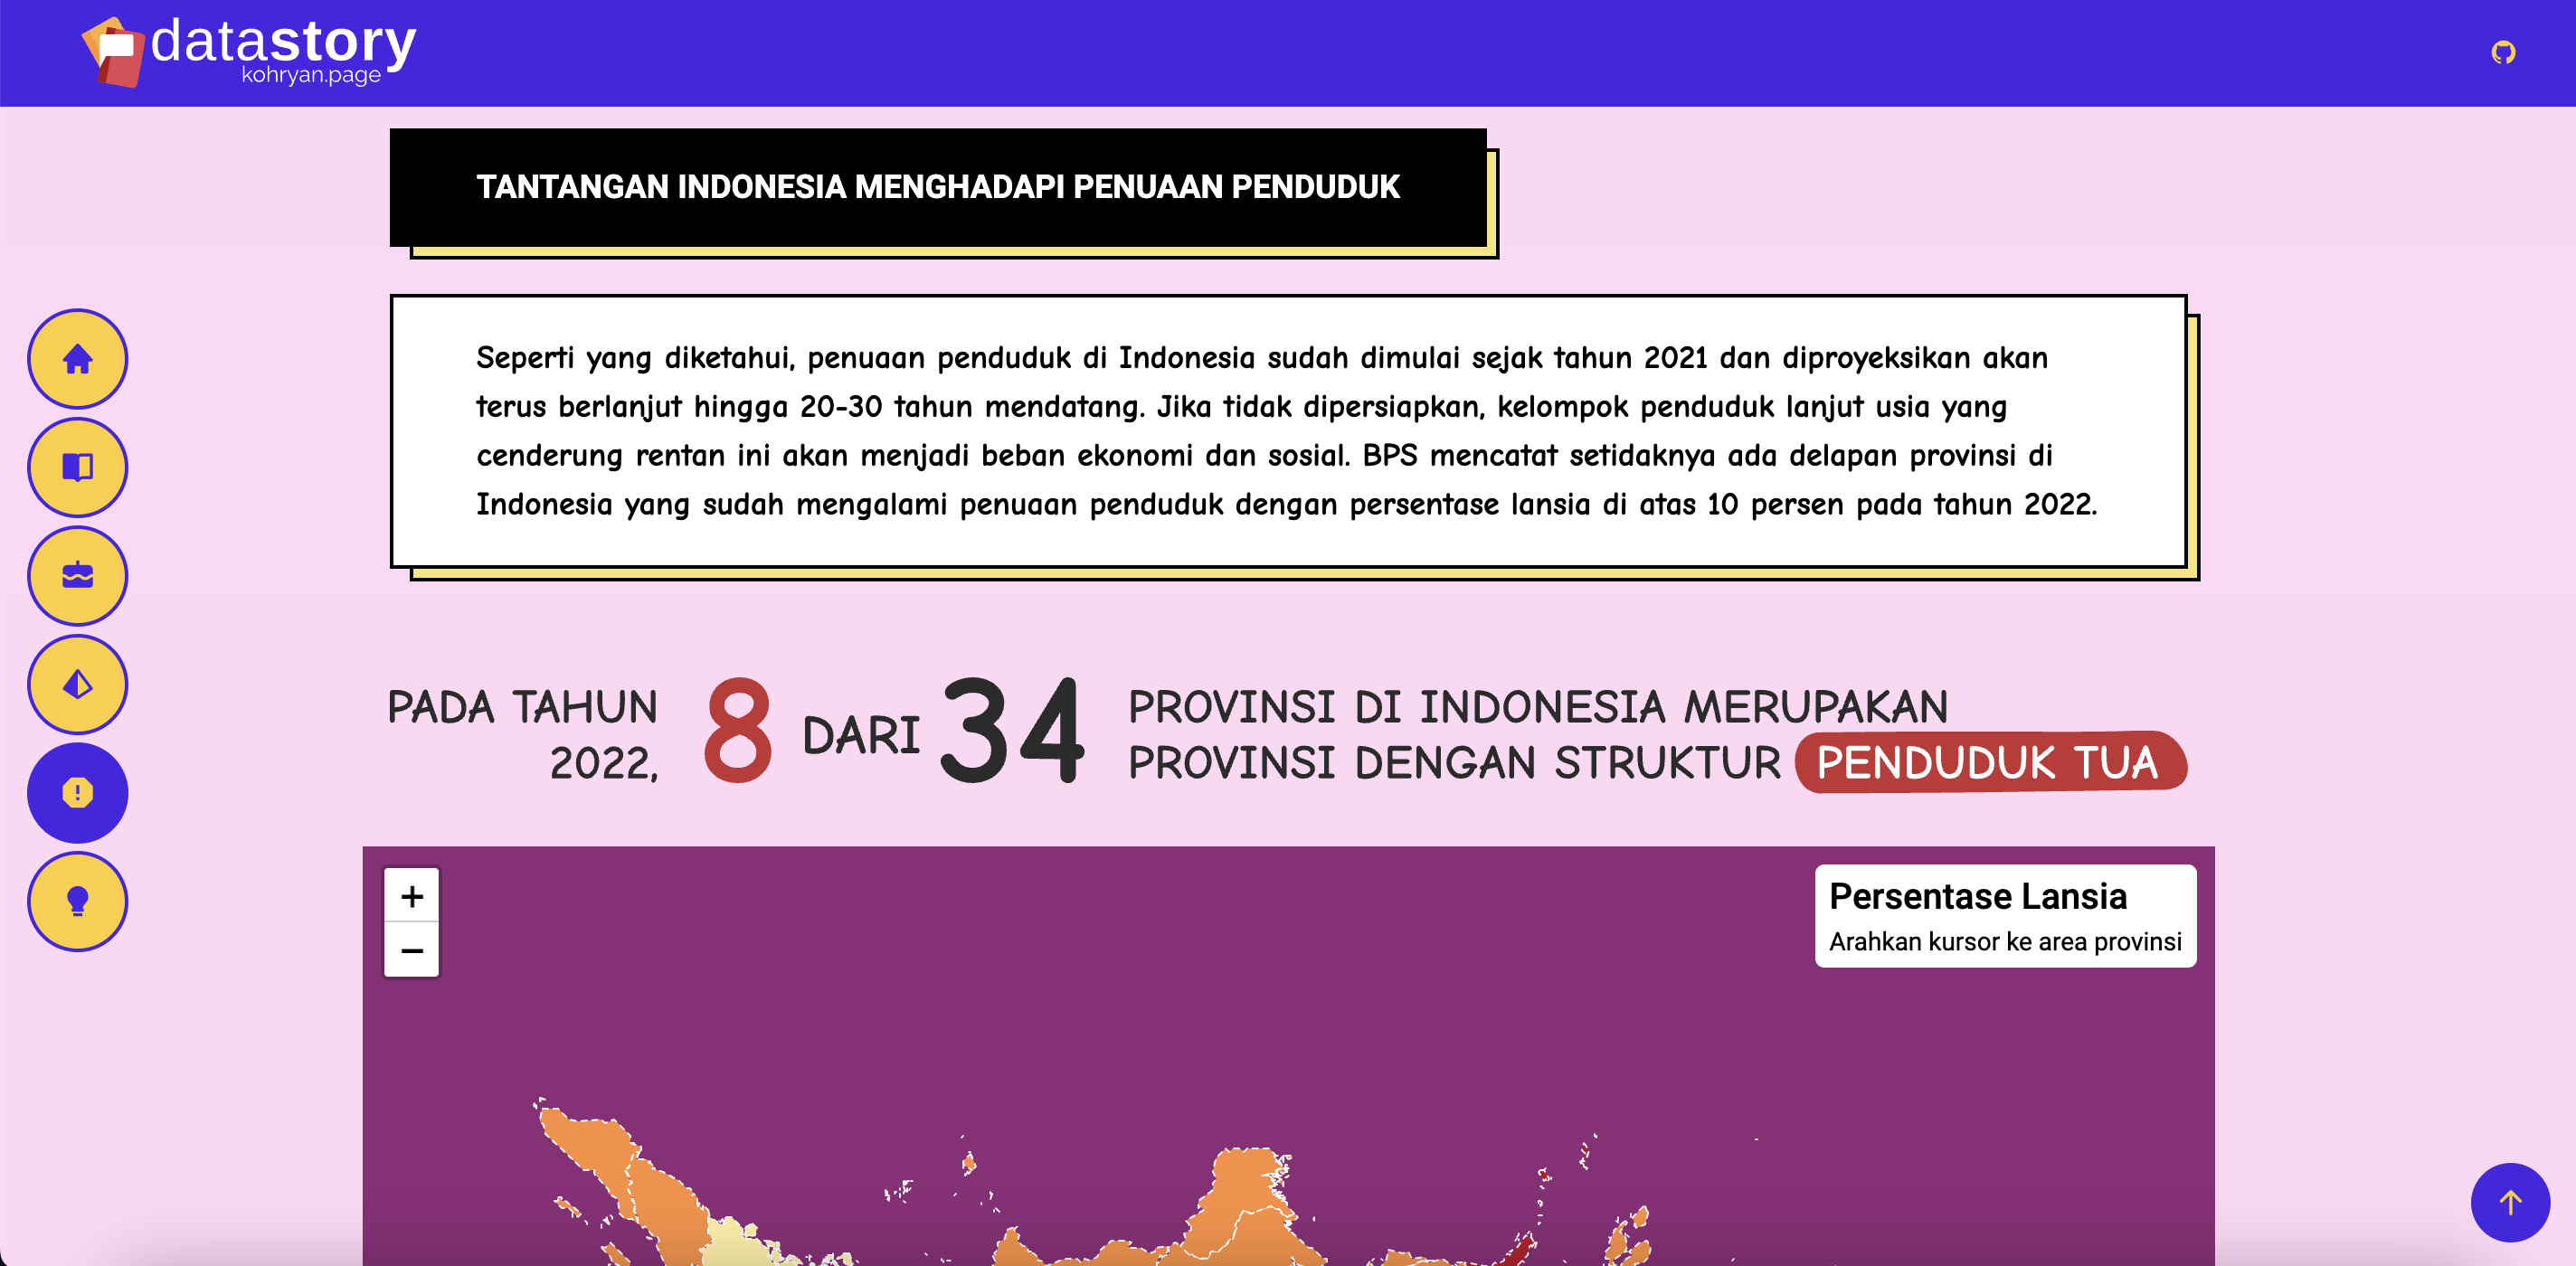 datastory
kohryan.page
TANTANGAN INDONESIA MENGHADAPI PENUAAN PENDUDUK
Seperti yang diketahui, penuaan penduduk di Indonesia sudah dimulai sejak tahun 2021 dan diproyeksikan akan
terus berlanjut hingga 20-30 tahun mendatang. Jika tidak dipersiapkan, kelompok penduduk lanjut usia yang
cenderung rentan ini akan menjadi beban ekonomi dan sosial. BPS mencatat setidaknya ada delapan provinsi di
Indonesia yang sudah mengalami penuaan penduduk dengan persentase lansia di atas 10 persen pada tahun 2022.
PADA TAHUN
2022,
8 DARI 34
PROVINSI DI INDONESIA MERUPAKAN
PROVINSI DENGAN STRUKTUR PENDUDUK TUA
+
−
Persentase Lansia
Arahkan kursor ke area provinsi